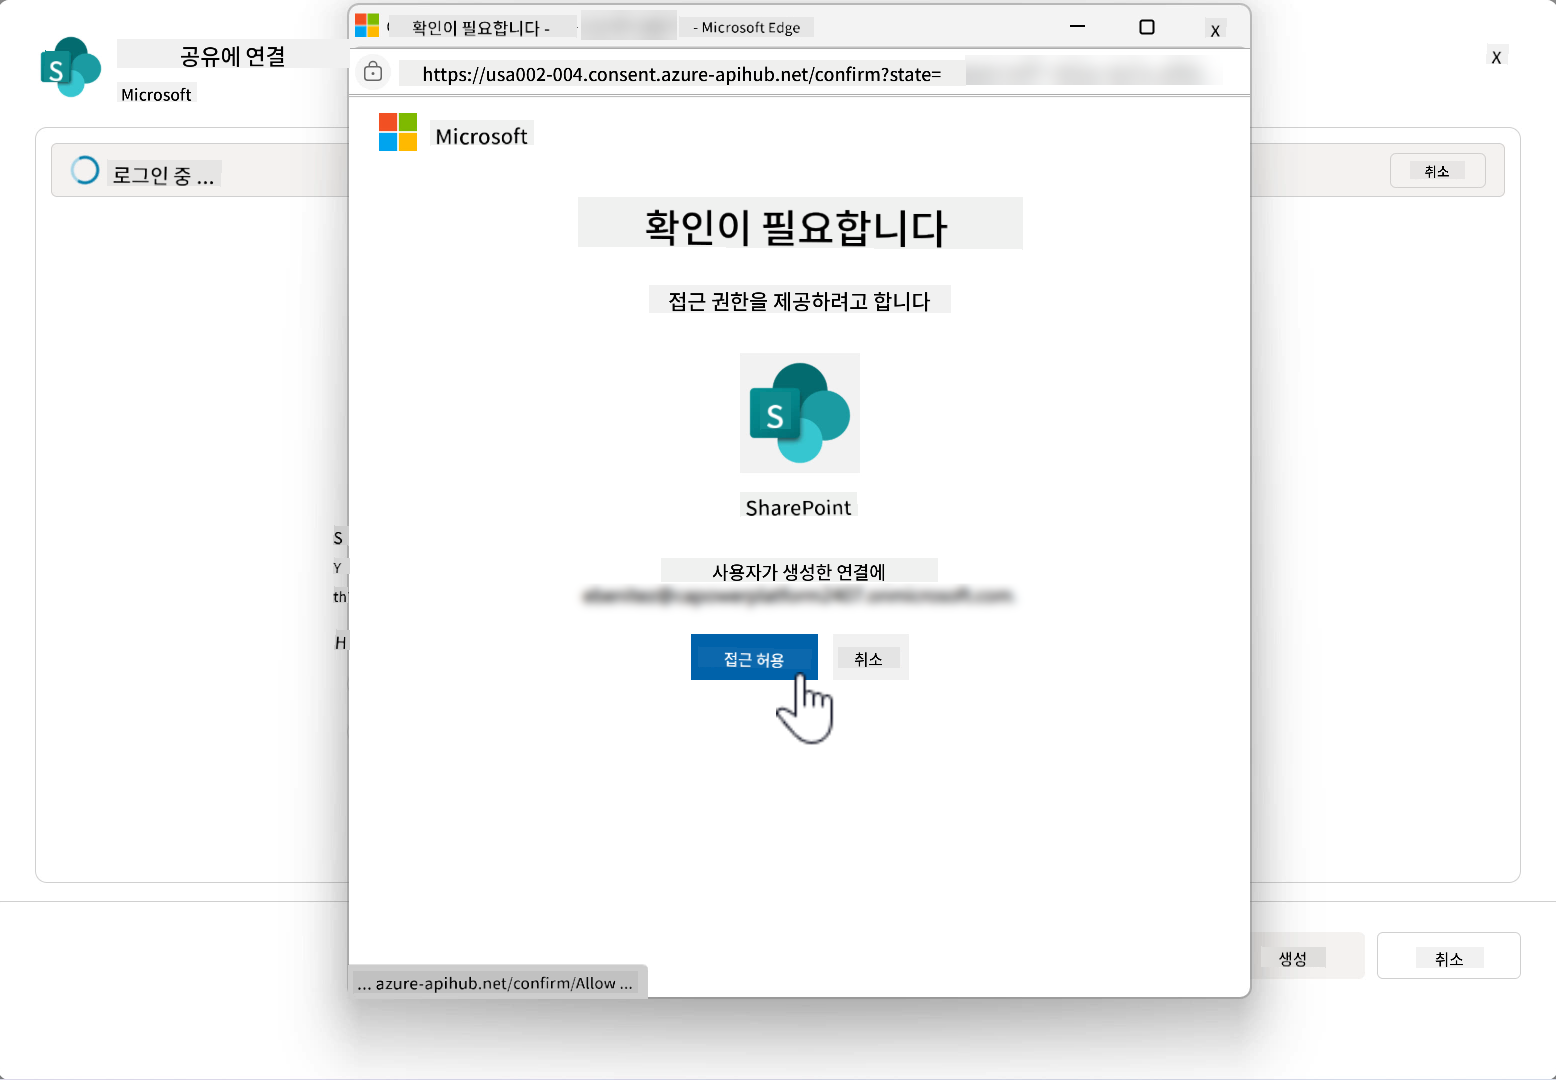 공유에 연결
Microsoft
X
로그인 중 ...
취소
확인이 필요합니다 -
- Microsoft Edge
X
https://usa002-004.consent.azure-apihub.net/confirm?state=
Microsoft
확인이 필요합니다
접근 권한을 제공하려고 합니다
S
SharePoint
S
Y
th
H
사용자가 생성한 연결에
접근 허용
취소
생성
취소
... azure-apihub.net/confirm/Allow ...